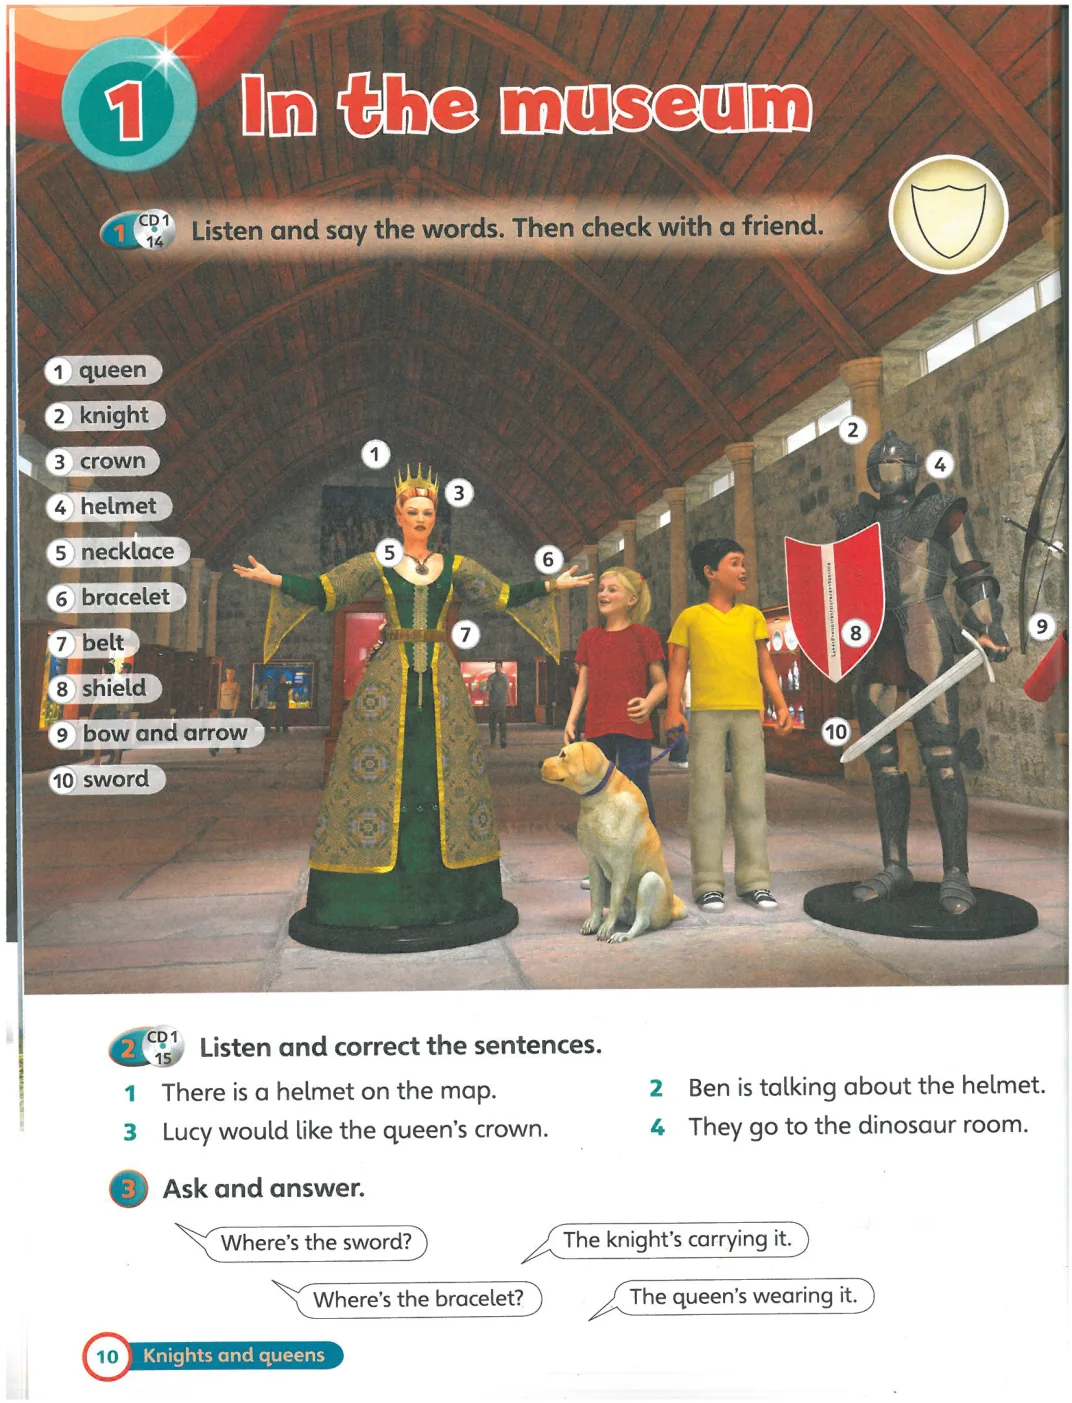 1
In the museum
1 CD1 14 Listen and say the words. Then check with a friend.
1 queen
2 knight
3 crown
4 helmet
5 necklace
6 bracelet
7 belt
8 shield
9 bow and arrow
10 sword
1
2
3
4
5
6
7
8
9
10
2 CD1 15 Listen and correct the sentences.
1 There is a helmet on the map.
2 Ben is talking about the helmet.
3 Lucy would like the queen's crown.
4 They go to the dinosaur room.
3 Ask and answer.
Where's the sword?
The knight's carrying it.
Where's the bracelet?
The queen's wearing it.
10 Knights and queens